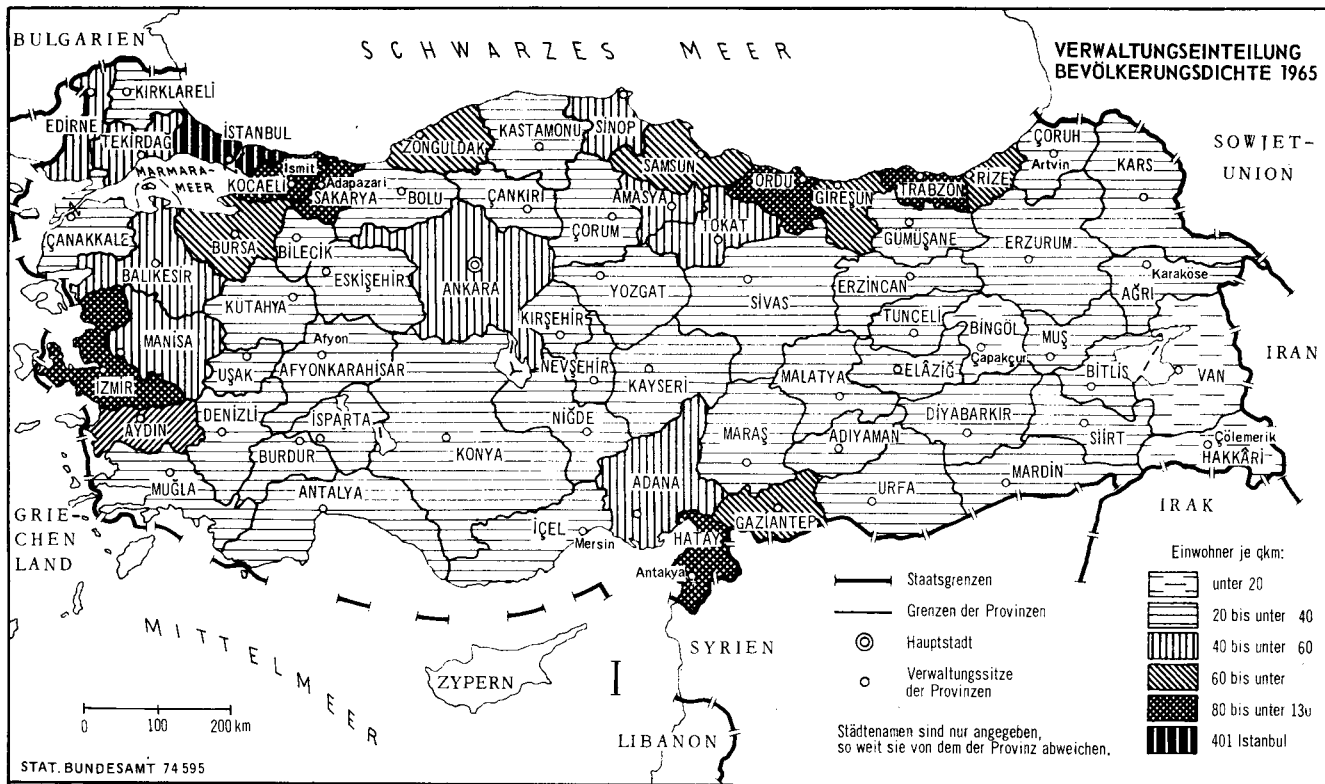 BULGARIEN
SCHWARZES MEER
VERWALTUNGSEINTEILUNG
BEVÖLKERUNGSDICHTE 1965
KIRKLARELİ
EDIRNE
TEKİRDAĞ
İSTANBUL
MARMARA-
MEER
KOCAELİ
Ismit
Adapazari
SAKARYA
ZONGULDAK
BOLU
KASTAMONU
SİNOP
ÇANKIRI
SAMSUN
AMASYA
ORDU
GİRESUN
TRABZON
RİZE
ÇORUH
Artvin
KARS
SOWJET-
UNION
ÇANAKKALE
BURSA
BİLECİK
BALIKESİR
ESKİŞEHİR
ANKARA
ÇORUM
TOKAT
GÜMÜŞANE
ERZURUM
KÜTAHYA
YOZGAT
SİVAS
ERZİNCAN
Karaköse
AĞRI
MANİSA
Afyon
AFYONKARAHİSAR
UŞAK
KIRŞEHİR
NEVŞEHİR
KAYSERİ
TUNÇELİ
BİNGÖL
Çapakçur
MUŞ
İZMİR
MALATYA
ELÂZİĞ
BİTLİS
VAN
IRAN
AYDIN
DENIZLİ
İSPARTA
BURDUR
KONYA
NİĞDE
MARAŞ
ADIYAMAN
DİYABARKIR
SİİRT
Çölemerik
HAKKÂRİ
MUĞLA
ANTALYA
ADANA
URFA
MARDİN
GRIE-
CHEN
LAND
İÇEL
Mersin
GAZİANTEP
HATAY
Antakya
IRAK
MITTELMEER
ZYPERN
SYRIEN
LIBANON
Staatsgrenzen
Grenzen der Provinzen
Hauptstadt
Verwaltungssitze
der Provinzen
Städtenamen sind nur angegeben,
so weit sie von dem der Provinz abweichen.
Einwohner je qkm:
unter 20
20 bis unter 40
40 bis unter 60
60 bis unter
80 bis unter 130
401 Istanbul
0 100 200 km
STAT. BUNDESAMT 74 595